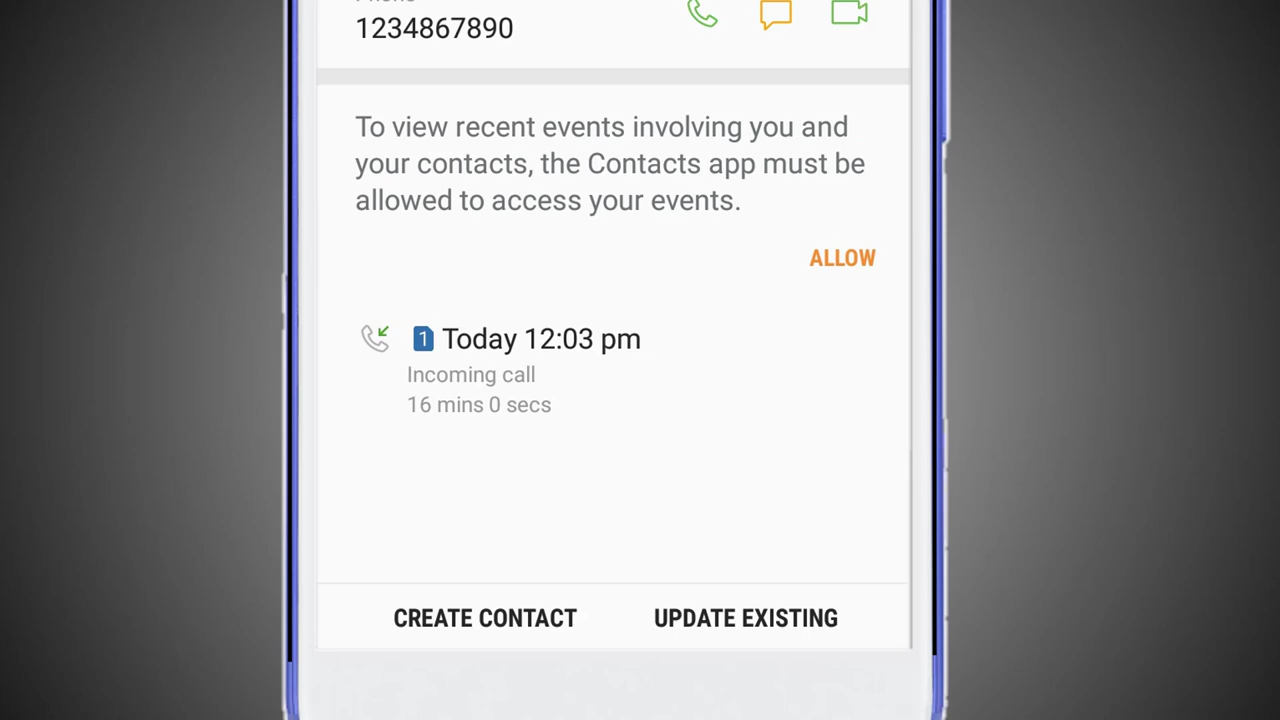 1234867890
To view recent events involving you and
your contacts, the Contacts app must be
allowed to access your events.
ALLOW
1 Today 12:03 pm
Incoming call
16 mins 0 secs
CREATE CONTACT UPDATE EXISTING